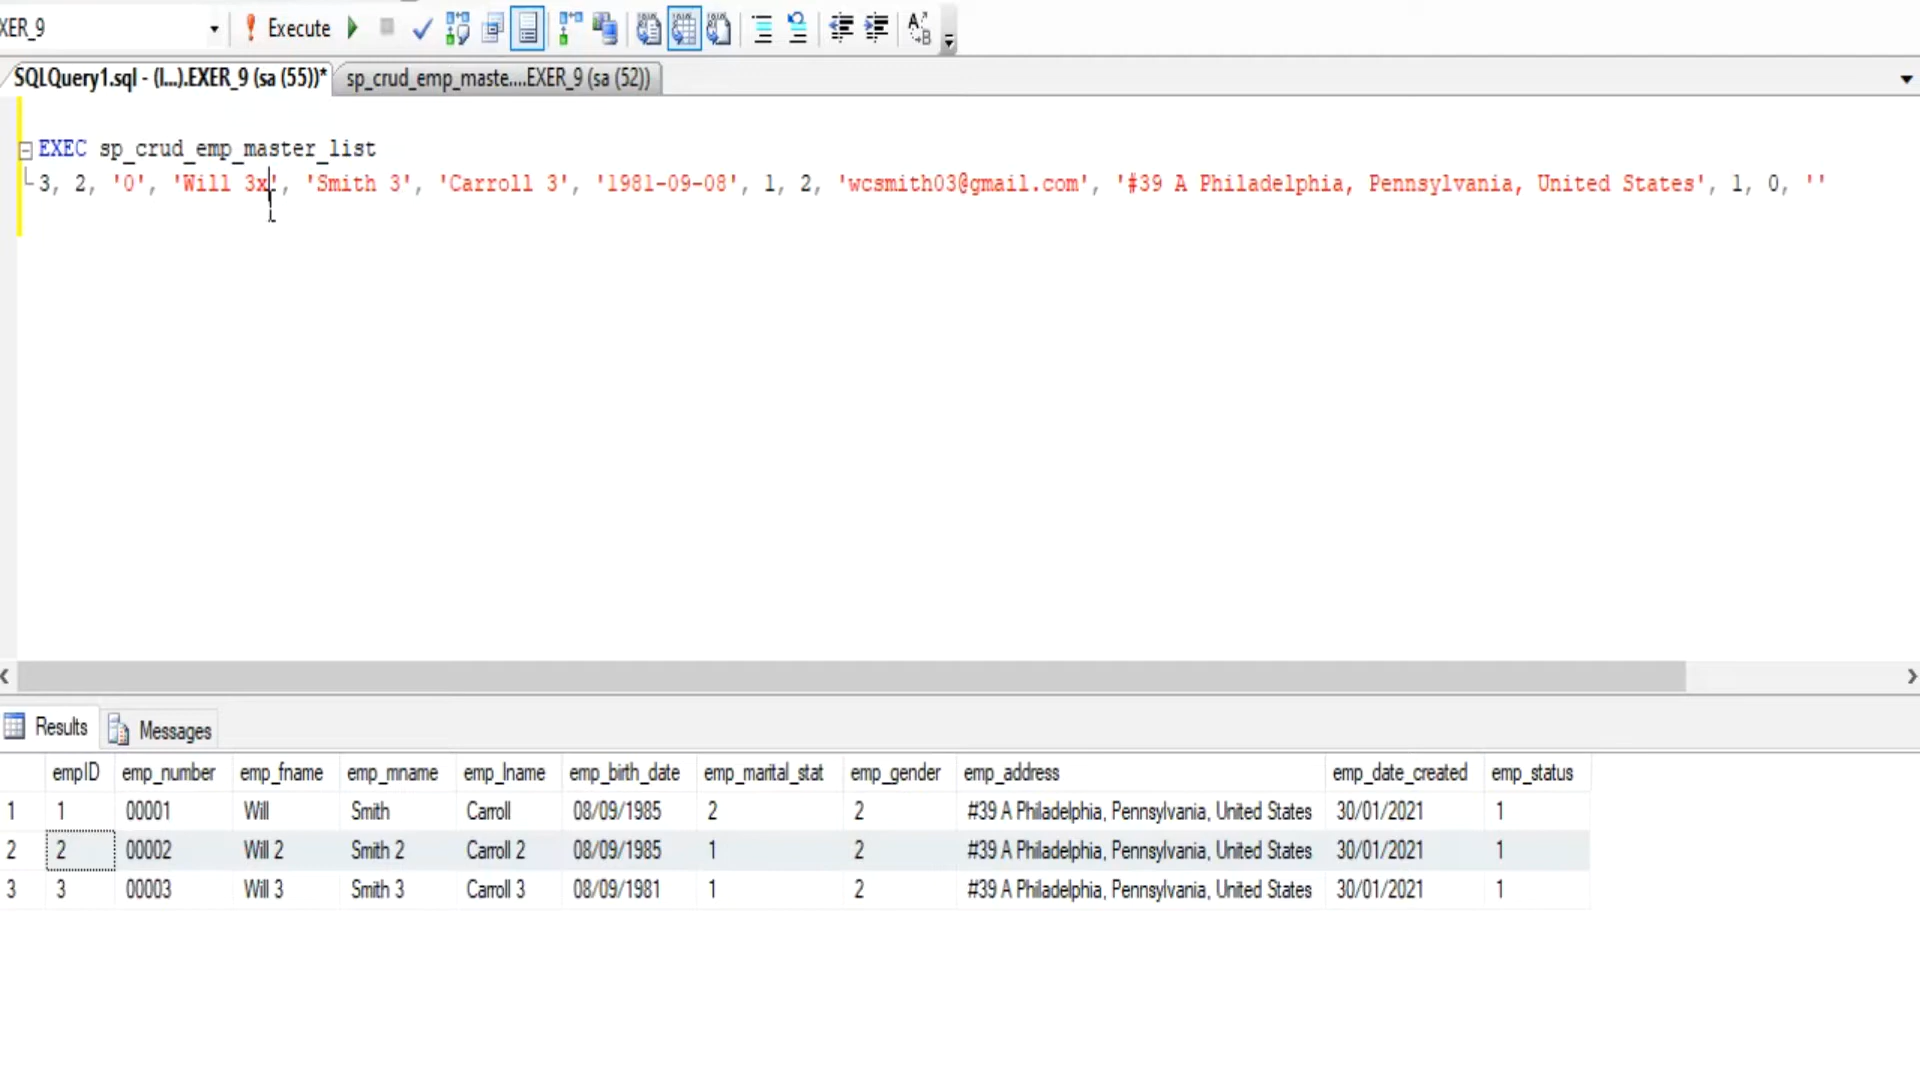 XER_9 Execute
SQLQuery1.sql - (l...).EXER_9 (sa (55))* sp_crud_emp_maste....EXER_9 (sa (52))
EXEC sp_crud_emp_master_list
3, 2, '0', 'Will 3x', 'Smith 3', 'Carroll 3', '1981-09-08', 1, 2, 'wcsmith03@gmail.com', '#39 A Philadelphia, Pennsylvania, United States', 1, 0, ''
Results Messages
empID emp_number emp_fname emp_mname emp_lname emp_birth_date emp_marital_stat emp_gender emp_address emp_date_created emp_status
1 1 00001 Will Smith Carroll 08/09/1985 2 2 #39 A Philadelphia, Pennsylvania, United States 30/01/2021 1
2 2 00002 Will 2 Smith 2 Carroll 2 08/09/1985 1 2 #39 A Philadelphia, Pennsylvania, United States 30/01/2021 1
3 3 00003 Will 3 Smith 3 Carroll 3 08/09/1981 1 2 #39 A Philadelphia, Pennsylvania, United States 30/01/2021 1